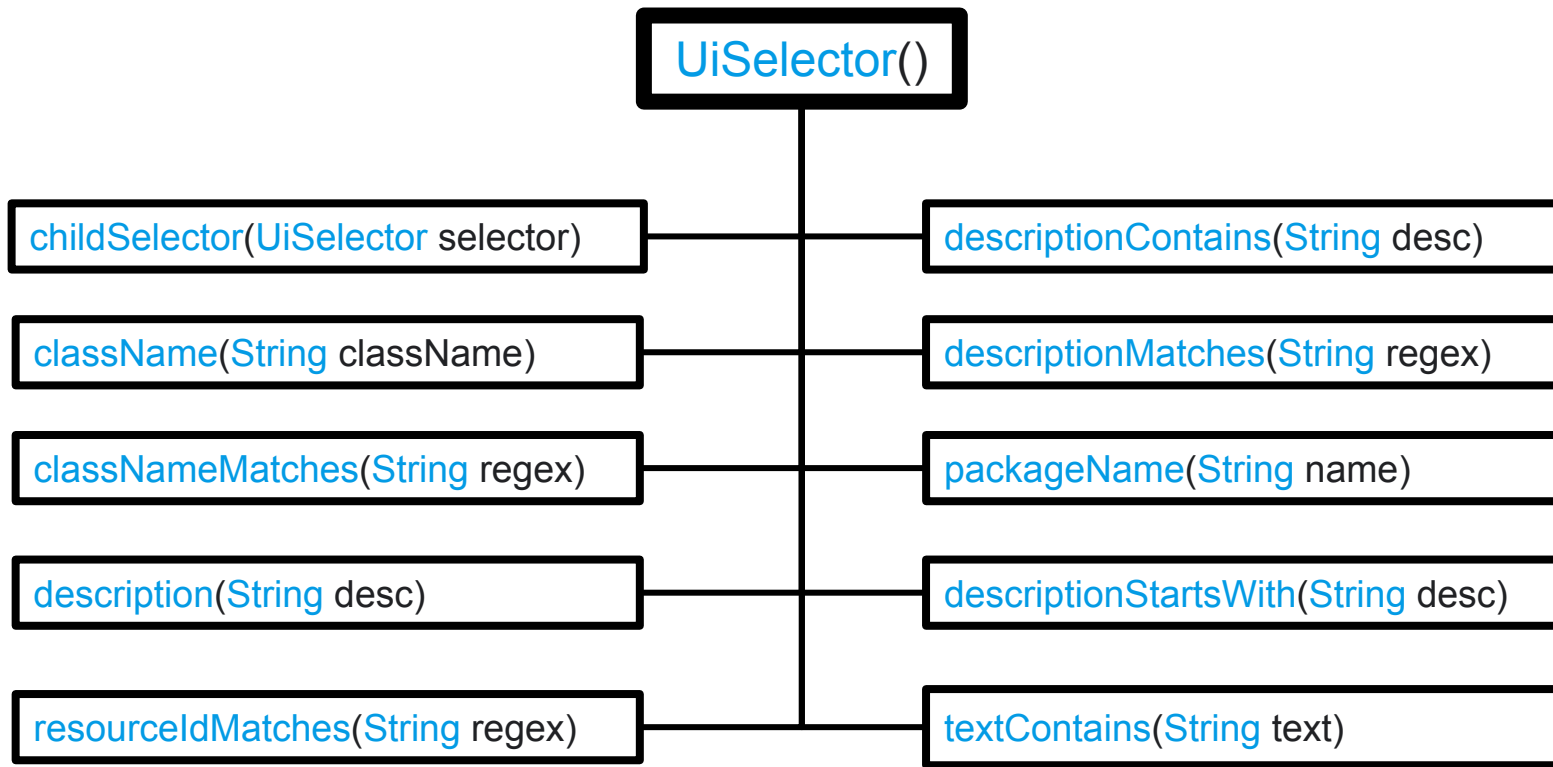 UiSelector()
childSelector(UiSelector selector)
descriptionContains(String desc)
className(String className)
descriptionMatches(String regex)
classNameMatches(String regex)
packageName(String name)
description(String desc)
descriptionStartsWith(String desc)
resourceIdMatches(String regex)
textContains(String text)